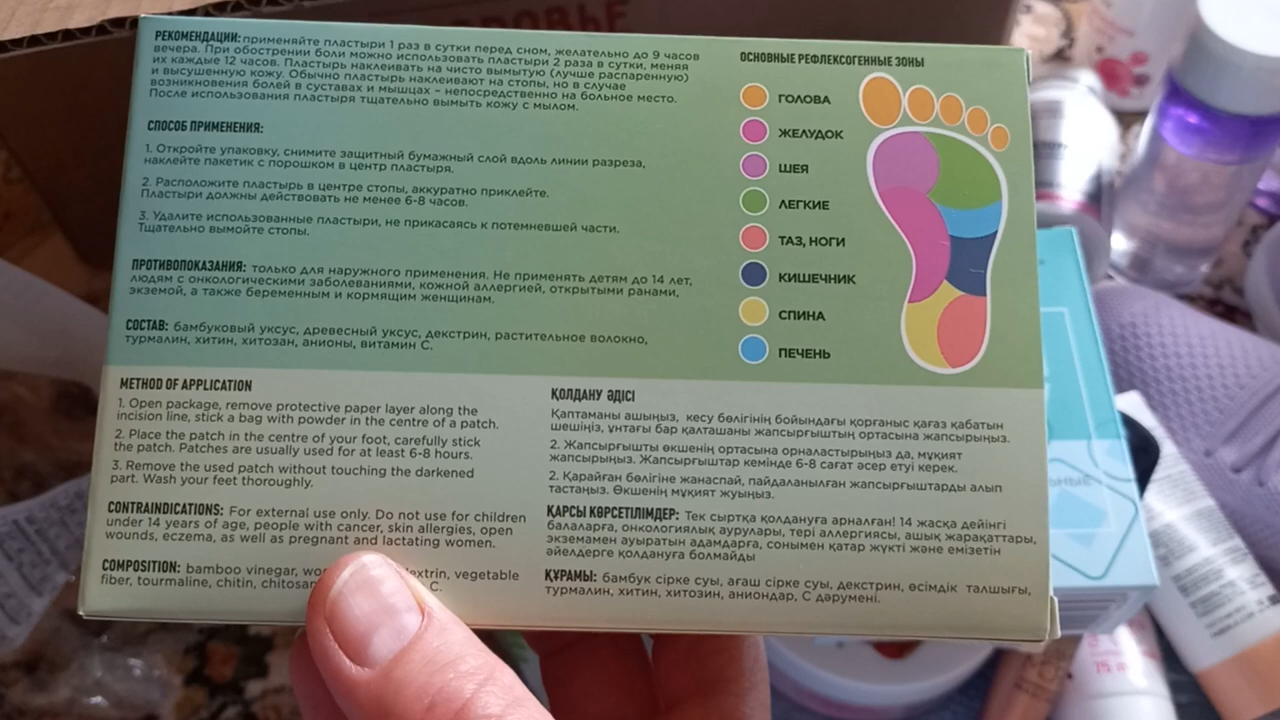 РЕКОМЕНДАЦИИ: применяйте пластыри 1 раз в сутки перед сном, желательно до 9 часов
вечера. При обострении боли можно использовать пластыри 2 раза в сутки, меняя
их каждые 12 часов. Пластырь наклеивать на чисто вымытую (лучше распаренную)
и высушенную кожу. Обычно пластырь наклеивают на стопы, но в случае
возникновения болей в суставах и мышцах – непосредственно на больное место.
После использования пластыря тщательно вымыть кожу с мылом.
СПОСОБ ПРИМЕНЕНИЯ:
1. Откройте упаковку, снимите защитный бумажный слой вдоль линии разреза,
наклейте пакетик с порошком в центр пластыря.
2. Расположите пластырь в центре стопы, аккуратно приклейте.
Пластыри должны действовать не менее 6-8 часов.
3. Удалите использованные пластыри, не прикасаясь к потемневшей части.
Тщательно вымойте стопы.
ПРОТИВОПОКАЗАНИЯ: только для наружного применения. Не применять детям до 14 лет,
людям с онкологическими заболеваниями, кожной аллергией, открытыми ранами,
экземой, а также беременным и кормящим женщинам.
СОСТАВ: бамбуковый уксус, древесный уксус, декстрин, растительное волокно,
турмалин, хитин, хитозан, анионы, витамин С.
ОСНОВНЫЕ РЕФЛЕКСОГЕННЫЕ ЗОНЫ
ГОЛОВА
ЖЕЛУДОК
ШЕЯ
ЛЕГКИЕ
ТАЗ, НОГИ
КИШЕЧНИК
СПИНА
ПЕЧЕНЬ
METHOD OF APPLICATION
1. Open package, remove protective paper layer along the
incision line, stick a bag with powder in the centre of a patch.
2. Place the patch in the centre of your foot, carefully stick
the patch. Patches are usually used for at least 6-8 hours.
3. Remove the used patch without touching the darkened
part. Wash your feet thoroughly.
CONTRAINDICATIONS: For external use only. Do not use for children
under 14 years of age, people with cancer, skin allergies, open
wounds, eczema, as well as pregnant and lactating women.
COMPOSITION: bamboo vinegar, vegetable
fiber, tourmaline, chitin, C.
ҚОЛДАНУ ӘДІСІ
Қаптаманы ашыңыз, кесу бөлігінің бойындағы қорғаныс қағаз қабатын
шешіңіз, ұнтағы бар қалташаны жапсырғыштың ортасына жапсырыңыз.
2. Жапсырғышты өкшенің ортасына орналастырыңыз да, мұқият
жапсырыңыз. Жапсырғыштар кемінде 6-8 сағат әсер етуі керек.
2. Қарайған бөлігіне жанаспай, пайдаланылған жапсырғыштарды алып
тастаңыз. Өкшенің мұқият жуыңыз.
ҚАРСЫ КӨРСЕТІЛІМДЕР: Тек сыртқа қолдануға арналған! 14 жасқа дейінгі
балаларға, онкологиялық аурулары, тері аллергиясы, ашық жарақаттары,
экземамен ауыратын адамдарға, сонымен қатар жүкті және емізетін
әйелдерге қолдануға болмайды
ҚҰРАМЫ: бамбук сірке суы, ағаш сірке суы, декстрин, өсімдік талшығы,
турмалин, хитин, хитозин, аниондар, С дәрумені.